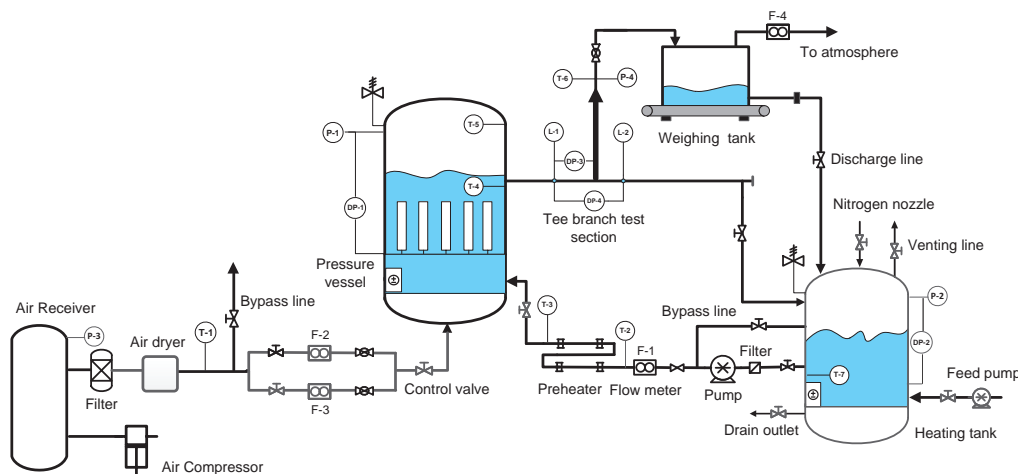 F-4
To atmosphere
T-6
P-4
Weighing tank
P-1
T-5
L-1
L-2
DP-3
Discharge line
T-4
DP-1
DP-4
Tee branch test
section
Nitrogen nozzle
Venting line
Pressure
vessel
Bypass line
Air Receiver
P-3
Air dryer
T-1
F-2
T-3
T-2
Bypass line
P-2
DP-2
F-1
Filter
T-7
Filter
F-3
Control valve
Preheater
Flow meter
Pump
Feed pump
Drain outlet
Heating tank
Air Compressor